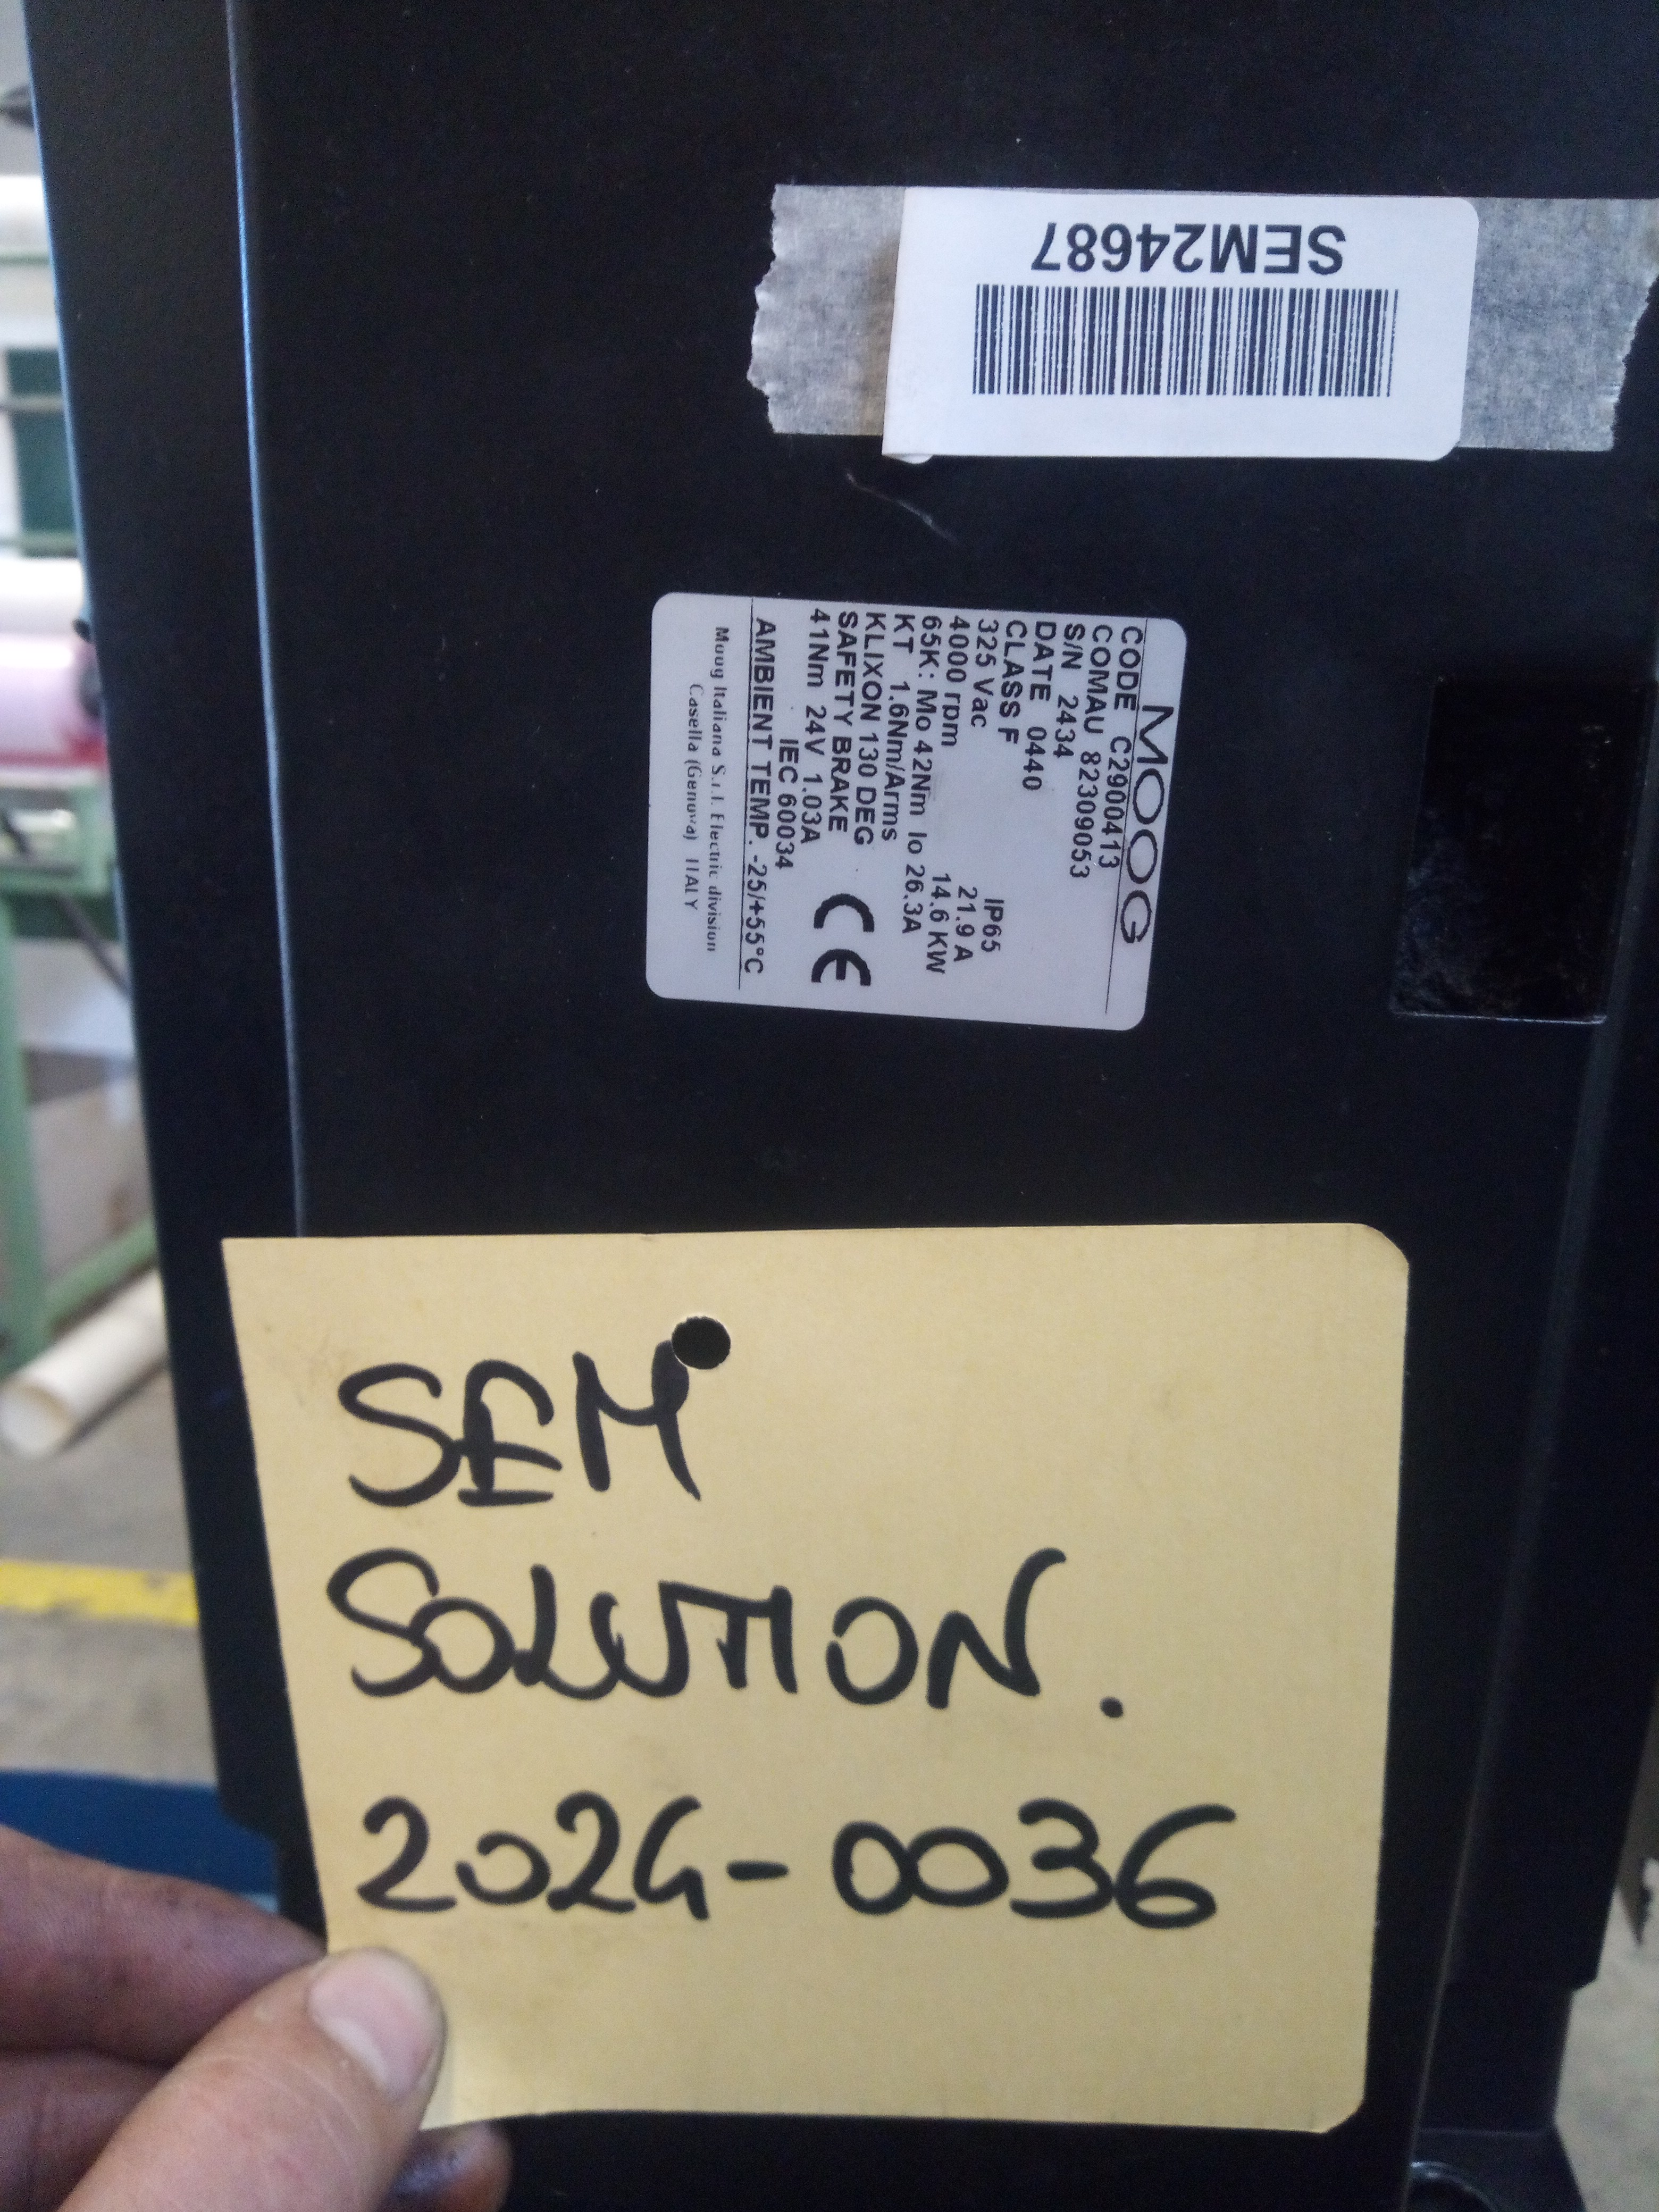 SEM24687
MOOG
CODE C2900413
COMAU 82309053
S/N 2434
DATE 0440
CLASS F IP65
325 Vac 21.9 A
4000 rpm 14.6 KW
65K: Mo 42Nm Io 26.3A
KT 1.6Nm/Arms
KLIXON 130 DEG
SAFETY BRAKE
41Nm 24V 1.03A
IEC 60034
CE
AMBIENT TEMP. -25/+55°C
Moog Italiana S.r.l. Electric division
Casella (Genova) ITALY
SEM
SOLUTION.
2024-0036